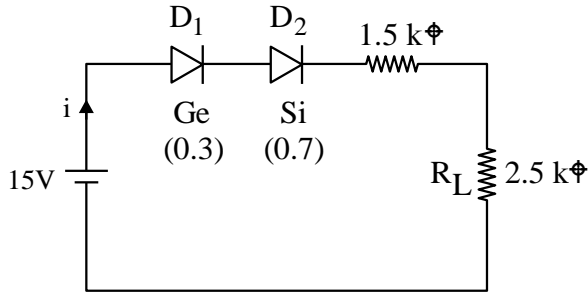 D1 D2 1.5 kΦ
i Ge Si
(0.3) (0.7)
15V RL 2.5 kΦ